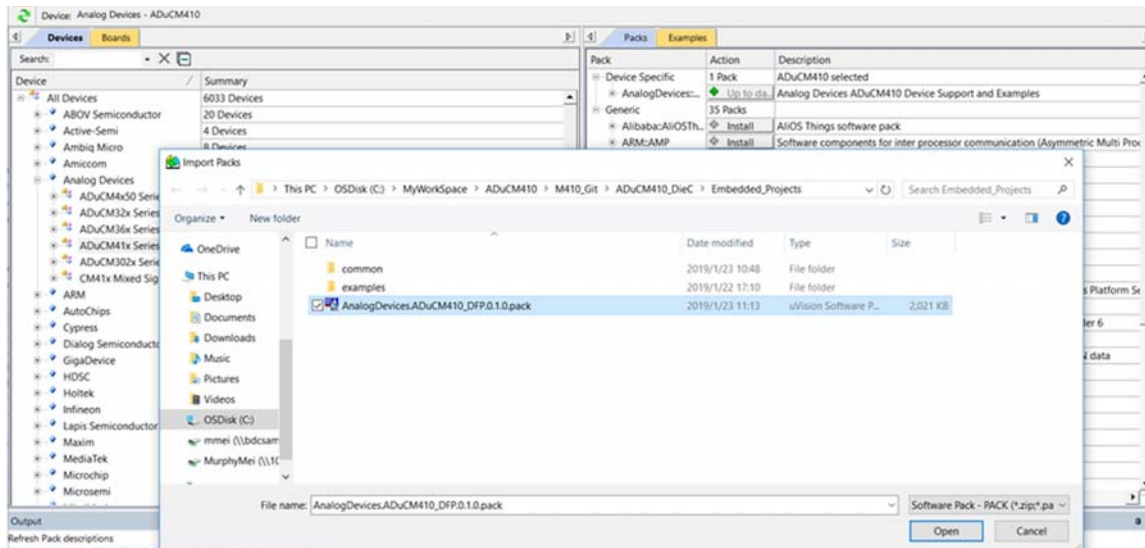 Device: Analog Devices - ADuCM410
Devices Boards
Search:
Device Summary
All Devices 6033 Devices
ABOV Semiconductor 20 Devices
Active-Semi 4 Devices
Ambiq Micro 8 Devices
Amiccom
Analog Devices
ADuCM4x50 Serie
ADuCM32x Series
ADuCM36x Series
ADuCM41x Series
ADuCM302x Serie
CM41x Mixed Sig
ARM
AutoChips
Cypress
Dialog Semiconducto
GigaDevice
HDSC
Holtek
Infineon
Lapis Semiconductor
Maxim
MediaTek
Microchip
Microsemi
Output
Refresh Pack descriptions
Packs Examples
Pack Action Description
Device Specific 1 Pack ADuCM410 selected
AnalogDevices:... Up to da... Analog Devices ADuCM410 Device Support and Examples
Generic 35 Packs
Alibaba::AliOSTh... Install AliOS Things software pack
ARM::AMP Install Software components for inter processor communication (Asymmetric Multi Proc
s Platform Se
ler 6
N data
Import Packs
This PC > OSDisk (C:) > MyWorkSpace > ADuCM410 > M410_Git > ADuCM410_DieC > Embedded_Projects
Search Embedded_Projects
Organize New folder
OneDrive
This PC
Desktop
Documents
Downloads
Music
Pictures
Videos
OSDisk (C:)
mmei (\\bdcsam
MurphyMei (\\10
Name Date modified Type Size
common 2019/1/23 10:48 File folder
examples 2019/1/22 17:10 File folder
AnalogDevices.ADuCM410_DFP.0.1.0.pack 2019/1/23 11:13 uVision Software P... 2,021 KB
File name: AnalogDevices.ADuCM410_DFP.0.1.0.pack
Software Pack - PACK (*.zip;*.pa
Open Cancel